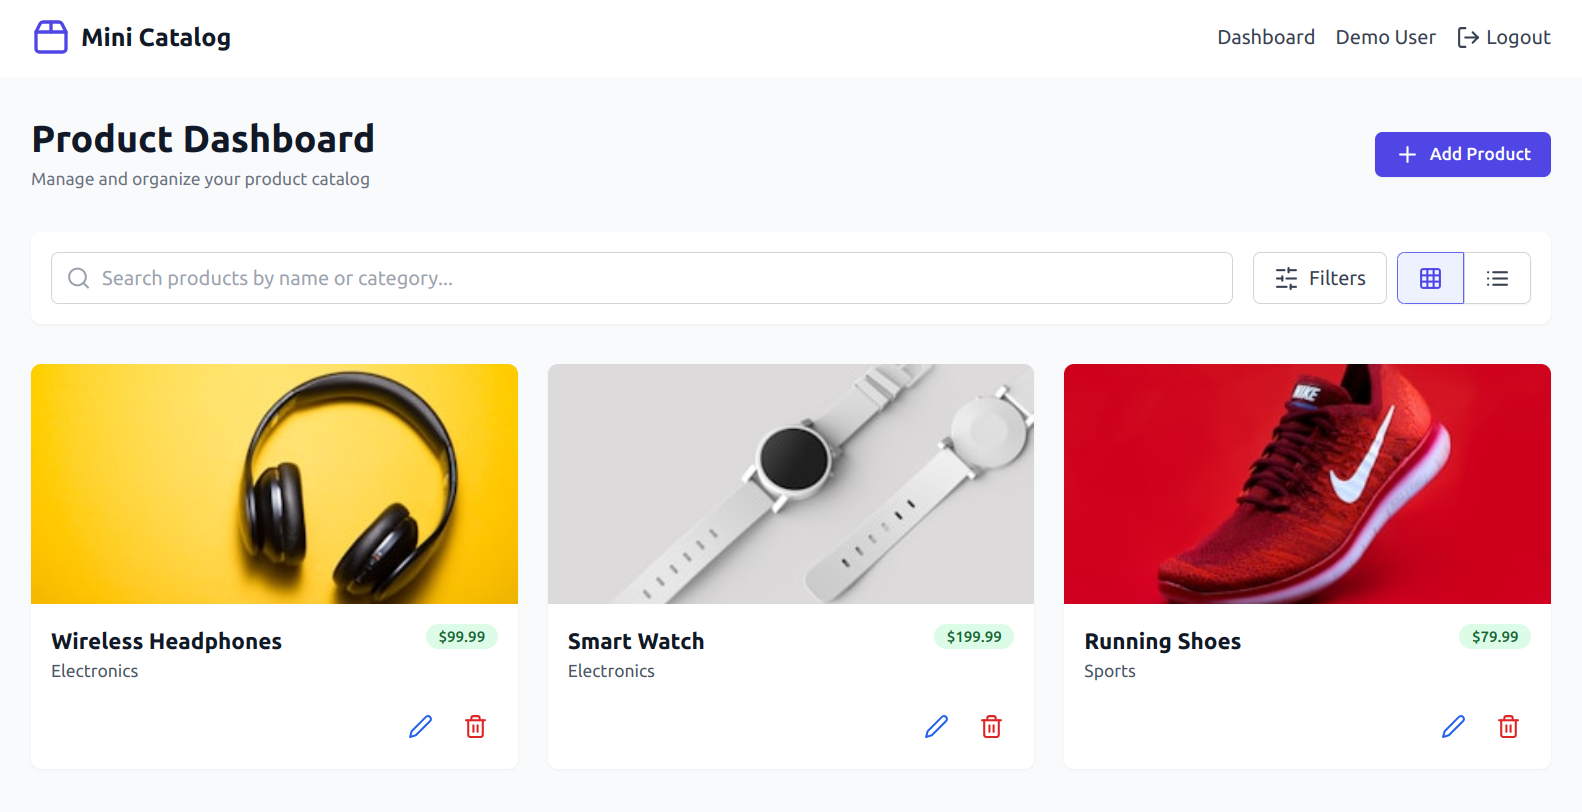 Mini Catalog
Dashboard Demo User Logout
Product Dashboard
Manage and organize your product catalog
Add Product
Search products by name or category...
Filters
NIKE
Wireless Headphones $99.99
Electronics
Smart Watch $199.99
Electronics
Running Shoes $79.99
Sports